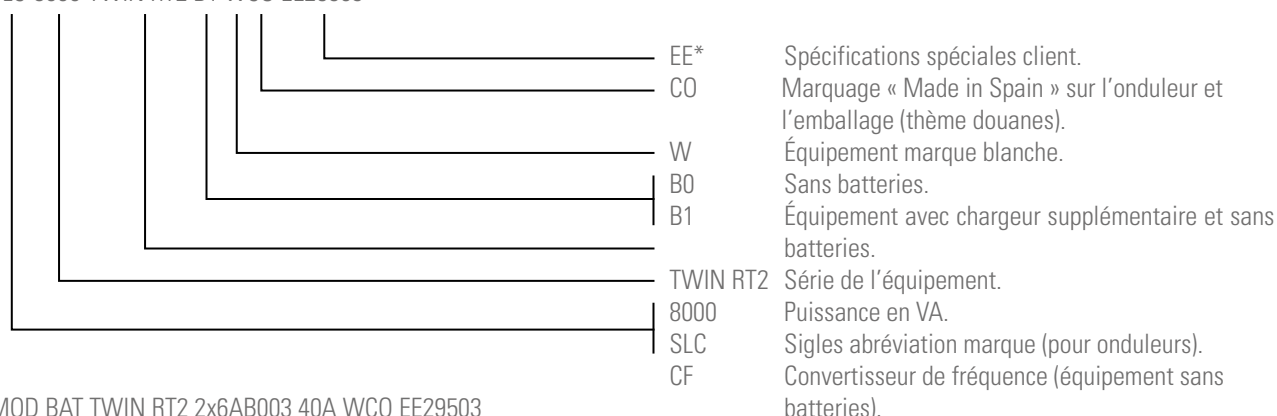 EE* Spécifications spéciales client.
CO Marquage « Made in Spain » sur l'onduleur et
l'emballage (thème douanes).
W Équipement marque blanche.
B0 Sans batteries.
B1 Équipement avec chargeur supplémentaire et sans
batteries.
TWIN RT2 Série de l'équipement.
8000 Puissance en VA.
SLC Sigles abréviation marque (pour onduleurs).
CF Convertisseur de fréquence (équipement sans
batteries).
MOD BAT TWIN RT2 2x6AB003 40A WCO EE29503